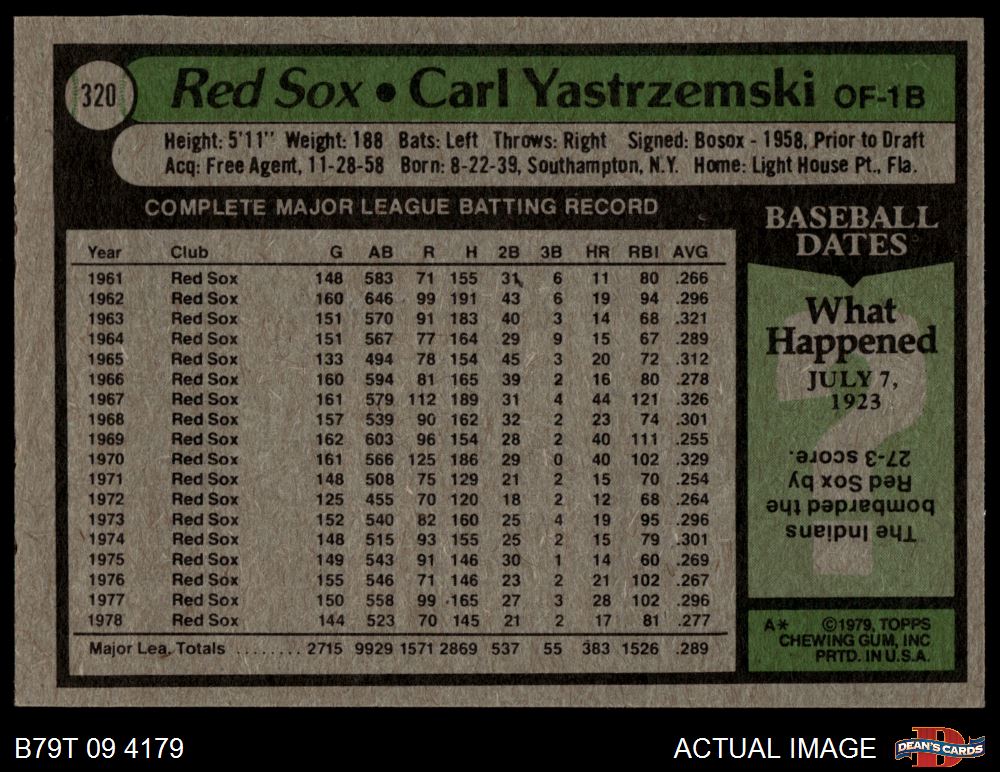 320
Red Sox • Carl Yastrzemski OF-1B
Height: 5'11" Weight: 188 Bats: Left Throws: Right Signed: Bosox - 1958, Prior to Draft
Acq: Free Agent, 11-28-58 Born: 8-22-39, Southampton, N.Y. Home: Light House Pt., Fla.
COMPLETE MAJOR LEAGUE BATTING RECORD
Year Club G AB R H 2B 3B HR RBI AVG
1961 Red Sox 148 583 71 155 31 6 11 80 .266
1962 Red Sox 160 646 99 191 43 6 19 94 .296
1963 Red Sox 151 570 91 183 40 3 14 68 .321
1964 Red Sox 151 567 77 164 29 9 15 67 .289
1965 Red Sox 133 494 78 154 45 3 20 72 .312
1966 Red Sox 160 594 81 165 39 2 16 80 .278
1967 Red Sox 161 579 112 189 31 4 44 121 .326
1968 Red Sox 157 539 90 162 32 2 23 74 .301
1969 Red Sox 162 603 96 154 28 2 40 111 .255
1970 Red Sox 161 566 125 186 29 0 40 102 .329
1971 Red Sox 148 508 75 129 21 2 15 70 .254
1972 Red Sox 125 455 70 120 18 2 12 68 .264
1973 Red Sox 152 540 82 160 25 4 19 95 .296
1974 Red Sox 148 515 93 155 25 2 15 79 .301
1975 Red Sox 149 543 91 146 30 1 14 60 .269
1976 Red Sox 155 546 71 146 23 2 21 102 .267
1977 Red Sox 150 558 99 165 27 3 28 102 .296
1978 Red Sox 144 523 70 145 21 2 17 81 .277
Major Lea. Totals ........ 2715 9929 1571 2869 537 55 383 1526 .289
BASEBALL
DATES
What
Happened
JULY 7,
1923
The Indians
bombarded the
Red Sox by
27-3 score.
A* ©1979, TOPPS
CHEWING GUM, INC
PRTD. IN U.S.A.
B79T 09 4179
ACTUAL IMAGE
DEAN'S CARDS